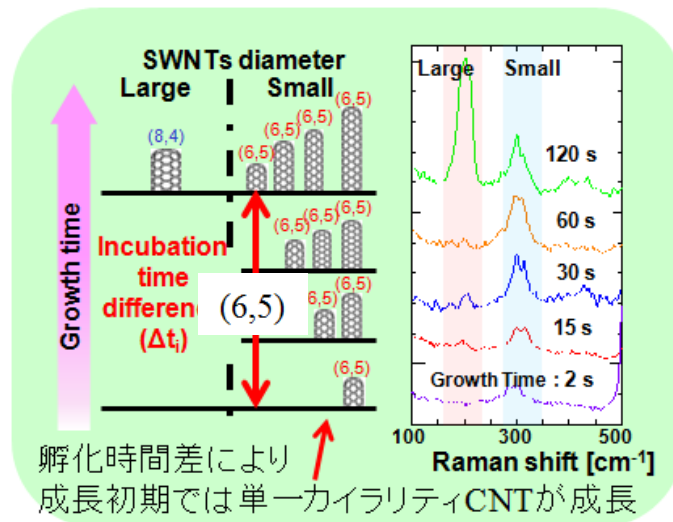 SWNTs diameter
Large Small
(8,4)
(6,5) (6,5) (6,5) (6,5)
(6,5) (6,5) (6,5)
(6,5) (6,5)
(6,5)
Growth time
Incubation
time
differen
(Δti)
(6,5)
Large Small
120 s
60 s
30 s
15 s
Growth Time : 2 s
100 300 500
Raman shift [cm-1]
孵化時間差により
成長初期では単一カイラリティCNTが成長